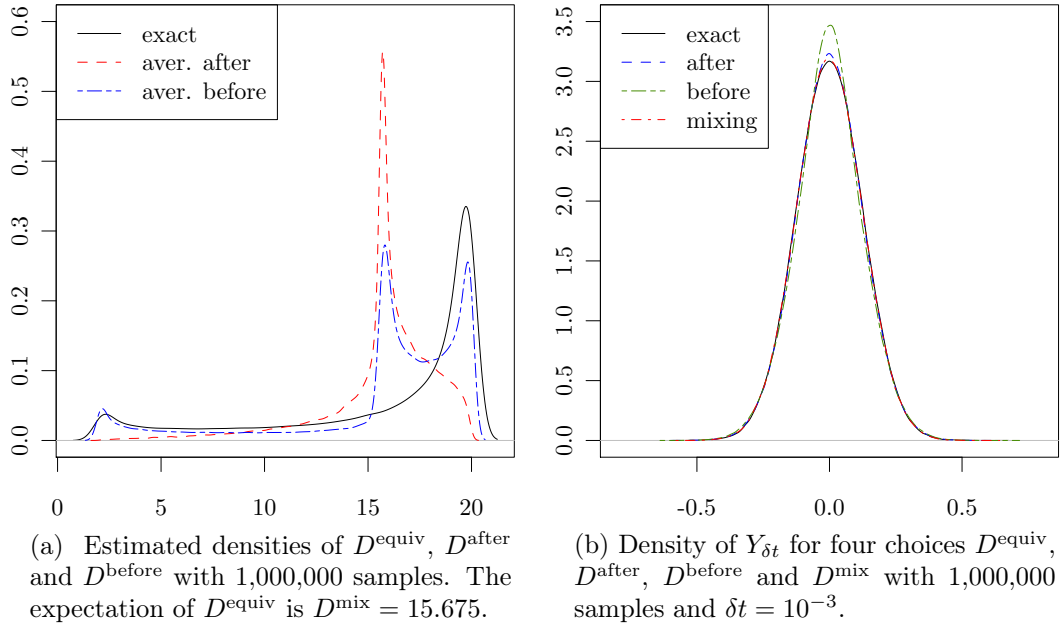 0.6
0.5
0.4
0.3
0.2
0.1
0.0
exact
aver. after
aver. before
0 5 10 15 20
(a) Estimated densities of D^equiv, D^after
and D^before with 1,000,000 samples. The
expectation of D^equiv is D^mix = 15.675.
3.5
3.0
2.5
2.0
1.5
1.0
0.5
0.0
exact
after
before
mixing
-0.5 0.0 0.5
(b) Density of Y_δt for four choices D^equiv,
D^after, D^before and D^mix with 1,000,000
samples and δt = 10^−3.